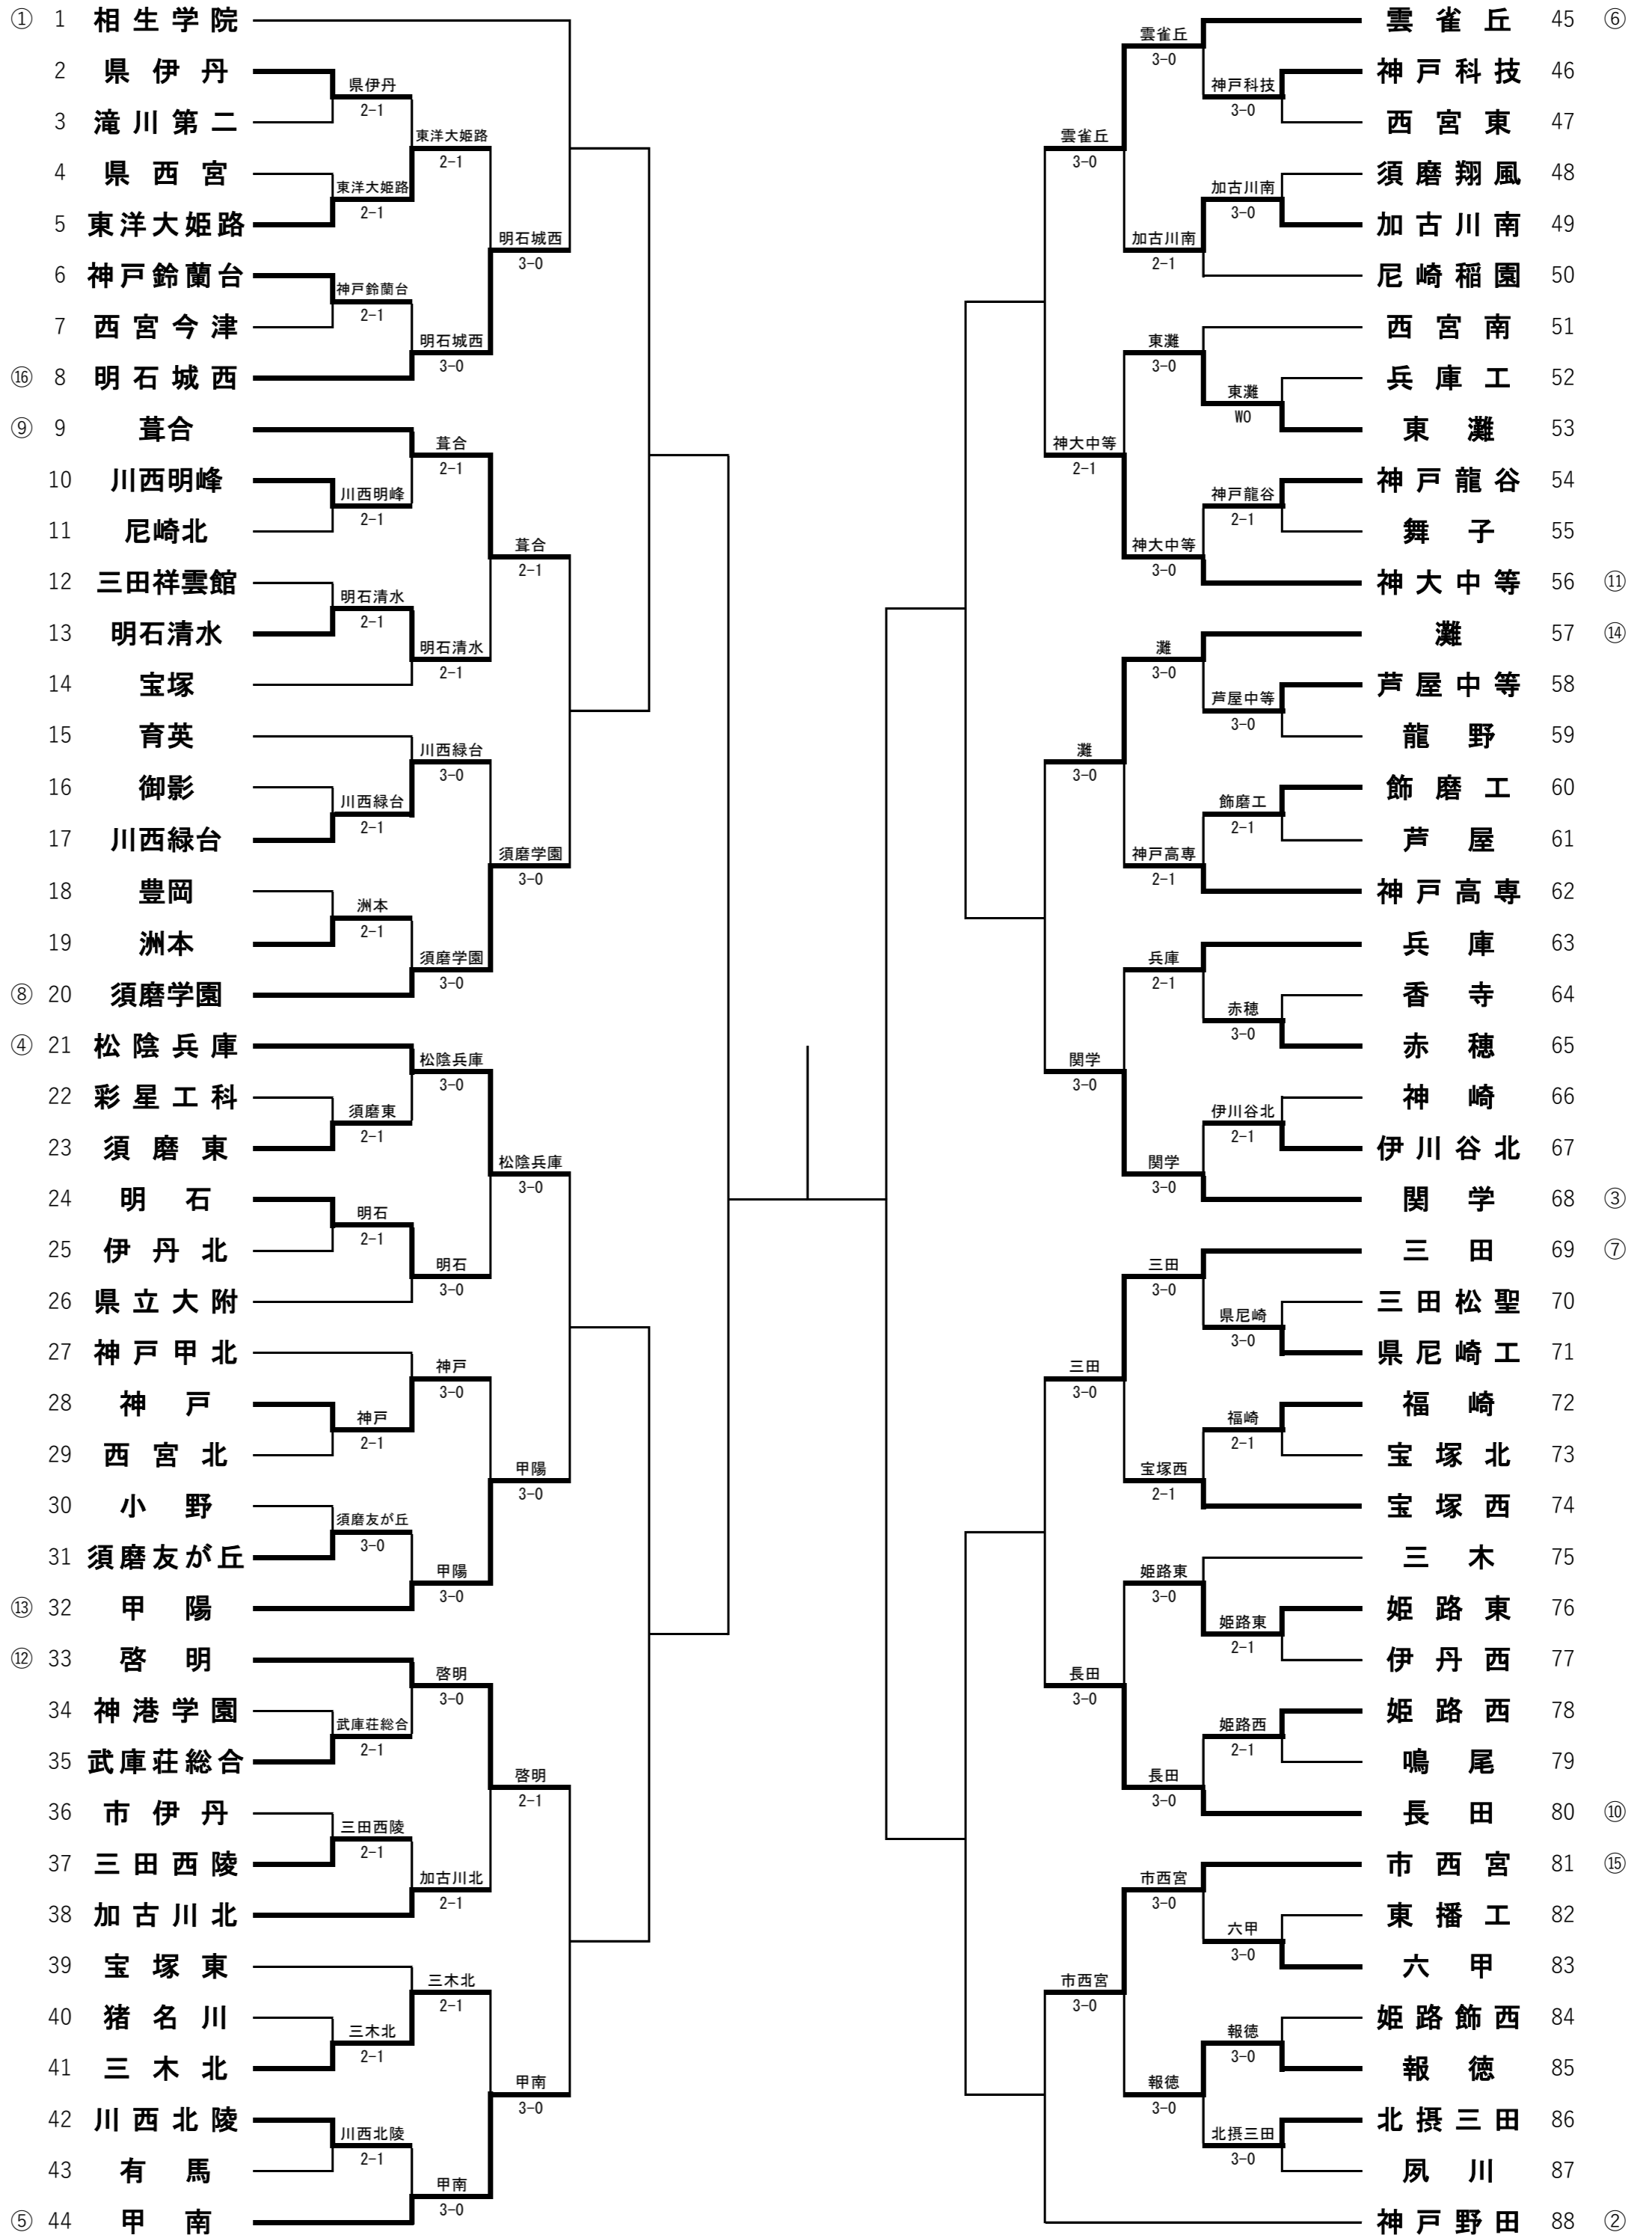 ① 1 相生学院
2 県伊丹
県伊丹
2-1
3 滝川第二
東洋大姫路
2-1
4 県西宮
東洋大姫路
2-1
5 東洋大姫路
明石城西
3-0
6 神戸鈴蘭台
神戸鈴蘭台
2-1
7 西宮今津
明石城西
3-0
⑯ 8 明石城西
⑨ 9 葺合
葺合
2-1
10 川西明峰
川西明峰
2-1
11 尼崎北
葺合
2-1
12 三田祥雲館
明石清水
2-1
13 明石清水
明石清水
2-1
14 宝塚
15 育英
川西緑台
3-0
16 御影
川西緑台
2-1
17 川西緑台
須磨学園
3-0
18 豊岡
洲本
2-1
19 洲本
須磨学園
3-0
⑧ 20 須磨学園
④ 21 松陰兵庫
松陰兵庫
3-0
22 彩星工科
須磨東
2-1
23 須磨東
松陰兵庫
3-0
24 明石
明石
2-1
25 伊丹北
明石
3-0
26 県立大附
27 神戸甲北
神戸
3-0
28 神戸
神戸
2-1
29 西宮北
甲陽
3-0
30 小野
須磨友が丘
3-0
31 須磨友が丘
甲陽
3-0
⑬ 32 甲陽
⑫ 33 啓明
啓明
3-0
34 神港学園
武庫荘総合
2-1
35 武庫荘総合
啓明
2-1
36 市伊丹
三田西陵
2-1
37 三田西陵
加古川北
2-1
38 加古川北
39 宝塚東
三木北
2-1
40 猪名川
三木北
2-1
41 三木北
甲南
3-0
42 川西北陵
川西北陵
2-1
43 有馬
甲南
3-0
⑤ 44 甲南
雲雀丘 45 ⑥
雲雀丘
3-0
神戸科技 46
神戸科技
3-0
西宮東 47
雲雀丘
3-0
須磨翔風 48
加古川南
3-0
加古川南 49
加古川南
2-1
尼崎稲園 50
西宮南 51
東灘
3-0
兵庫工 52
東灘
WO
東灘 53
神大中等
2-1
神戸龍谷 54
神戸龍谷
2-1
舞子 55
神大中等
3-0
神大中等 56 ⑪
灘 57 ⑭
灘
3-0
芦屋中等 58
芦屋中等
3-0
龍野 59
灘
3-0
飾磨工 60
飾磨工
2-1
芦屋 61
神戸高専
2-1
神戸高専 62
兵庫 63
兵庫
2-1
香寺 64
赤穂
3-0
赤穂 65
関学
3-0
神崎 66
伊川谷北
2-1
伊川谷北 67
関学
3-0
関学 68 ③
三田 69 ⑦
三田
3-0
三田松聖 70
県尼崎
3-0
県尼崎工 71
三田
3-0
福崎 72
福崎
2-1
宝塚北 73
宝塚西
2-1
宝塚西 74
三木 75
姫路東
3-0
姫路東 76
姫路東
2-1
伊丹西 77
長田
3-0
姫路西 78
姫路西
2-1
鳴尾 79
長田
3-0
長田 80 ⑩
市西宮 81 ⑮
市西宮
3-0
東播工 82
六甲
3-0
六甲 83
市西宮
3-0
姫路飾西 84
報徳
3-0
報徳 85
報徳
3-0
北摂三田 86
北摂三田
3-0
夙川 87
神戸野田 88 ②